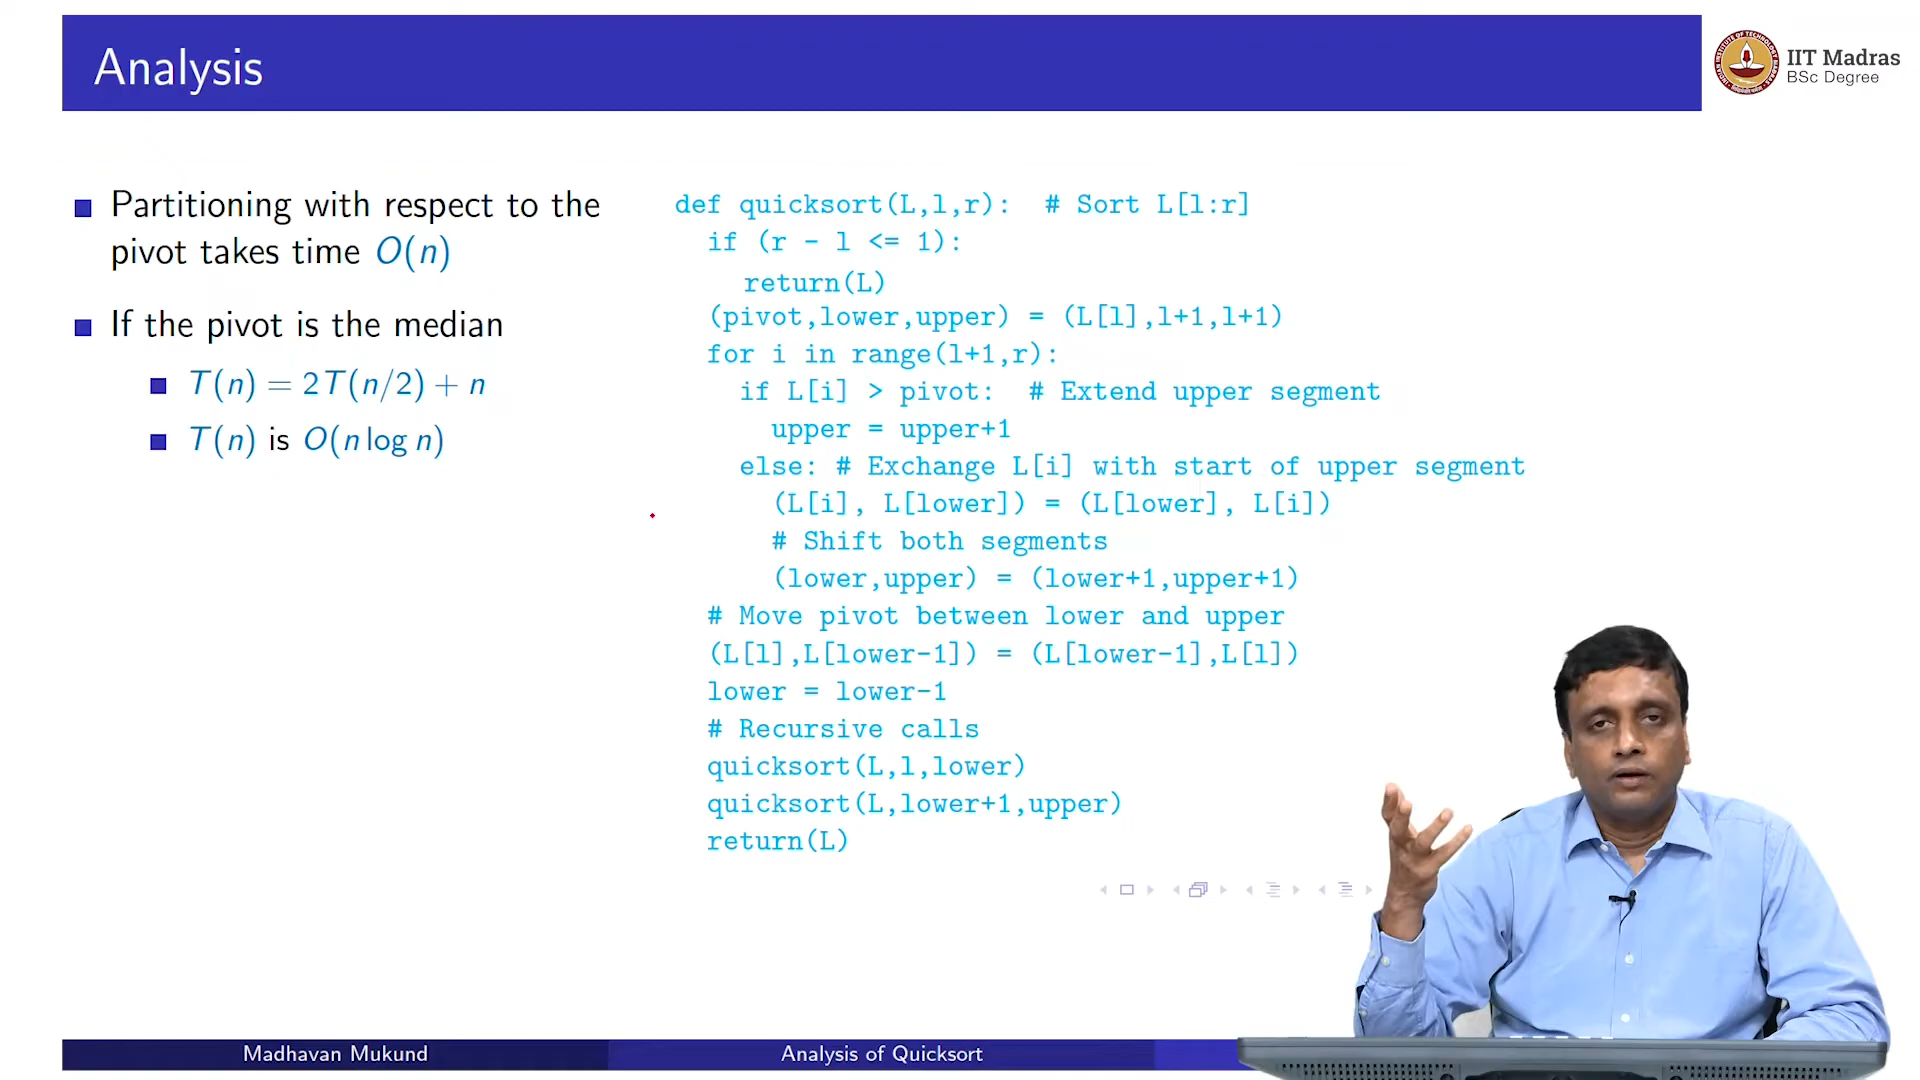 Analysis
IIT Madras
BSc Degree
Partitioning with respect to the
pivot takes time O(n)
If the pivot is the median
T(n) = 2T(n/2) + n
T(n) is O(n log n)
def quicksort(L,l,r):  # Sort L[l:r]
  if (r - l <= 1):
    return(L)
  (pivot,lower,upper) = (L[l],l+1,l+1)
  for i in range(l+1,r):
    if L[i] > pivot:  # Extend upper segment
      upper = upper+1
    else: # Exchange L[i] with start of upper segment
      (L[i], L[lower]) = (L[lower], L[i])
      # Shift both segments
      (lower,upper) = (lower+1,upper+1)
  # Move pivot between lower and upper
  (L[l],L[lower-1]) = (L[lower-1],L[l])
  lower = lower-1
  # Recursive calls
  quicksort(L,l,lower)
  quicksort(L,lower+1,upper)
  return(L)
Madhavan Mukund
Analysis of Quicksort